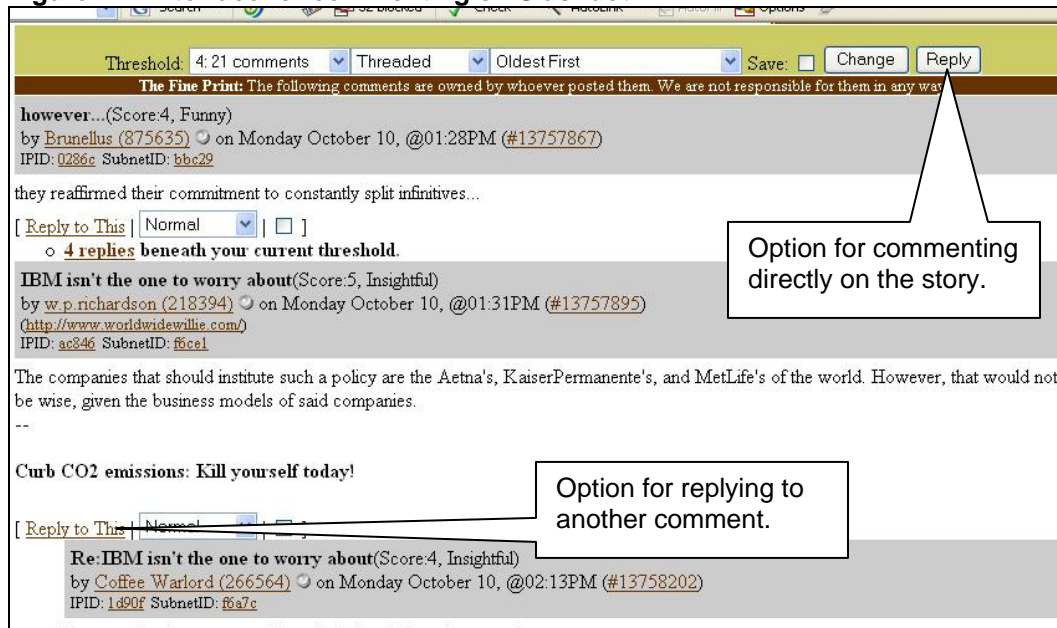 Threshold: 4: 21 comments Threaded Oldest First Save: Change Reply
The Fine Print: The following comments are owned by whoever posted them. We are not responsible for them in any way.
however...(Score:4, Funny)
by Brunellus (875635) on Monday October 10, @01:28PM (#13757867)
IPID: 0286c SubnetID: bbc29
they reaffirmed their commitment to constantly split infinitives...
[ Reply to This | Normal | ]
4 replies beneath your current threshold.
Option for commenting
directly on the story.
IBM isn't the one to worry about(Score:5, Insightful)
by w.p.richardson (218394) on Monday October 10, @01:31PM (#13757895)
(http://www.worldwidewillie.com/)
IPID: ac846 SubnetID: f6ce1
The companies that should institute such a policy are the Aetna's, KaiserPermanente's, and MetLife's of the world. However, that would not
be wise, given the business models of said companies.
--
Curb CO2 emissions: Kill yourself today!
Option for replying to
another comment.
[ Reply to This | Normal | ]
Re:IBM isn't the one to worry about(Score:4, Insightful)
by Coffee Warlord (266564) on Monday October 10, @02:13PM (#13758202)
IPID: 1d90f SubnetID: f6a7c